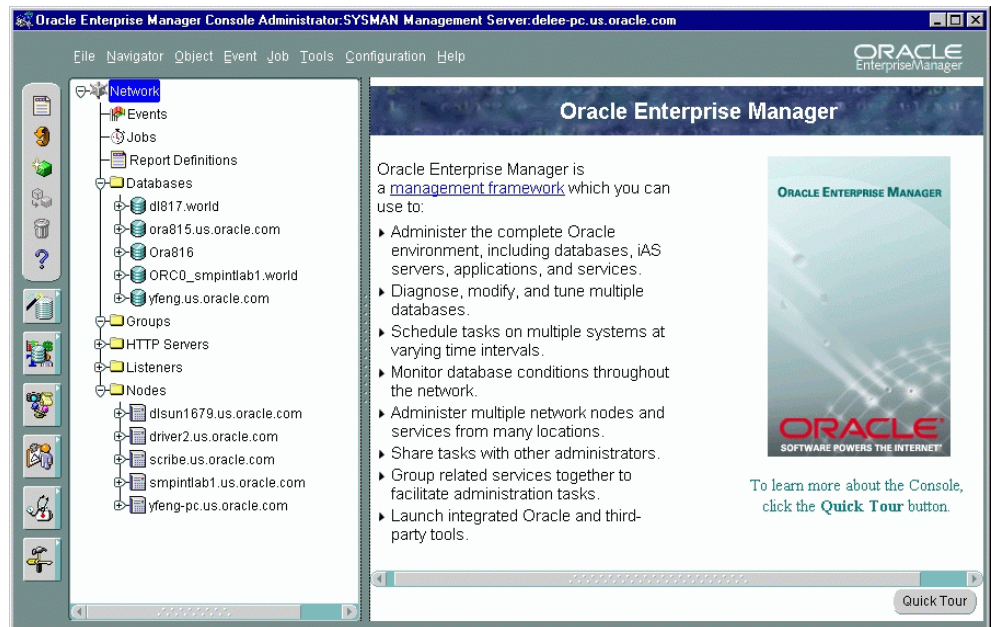 Oracle Enterprise Manager Console Administrator:SYSMAN Management Server:delee-pc.us.oracle.com
File Navigator Object Event Job Tools Configuration Help
ORACLE
EnterpriseManager
Network
Events
Jobs
Report Definitions
Databases
dl817.world
ora815.us.oracle.com
Ora816
ORC0_smpintlab1.world
yfeng.us.oracle.com
Groups
HTTP Servers
Listeners
Nodes
dlsun1679.us.oracle.com
driver2.us.oracle.com
scribe.us.oracle.com
smpintlab1.us.oracle.com
yfeng-pc.us.oracle.com
Oracle Enterprise Manager
Oracle Enterprise Manager is
a management framework which you can
use to:
Administer the complete Oracle
environment, including databases, iAS
servers, applications, and services.
Diagnose, modify, and tune multiple
databases.
Schedule tasks on multiple systems at
varying time intervals.
Monitor database conditions throughout
the network.
Administer multiple network nodes and
services from many locations.
Share tasks with other administrators.
Group related services together to
facilitate administration tasks.
Launch integrated Oracle and third-
party tools.
ORACLE ENTERPRISE MANAGER
ORACLE
SOFTWARE POWERS THE INTERNET
To learn more about the Console,
click the Quick Tour button.
Quick Tour